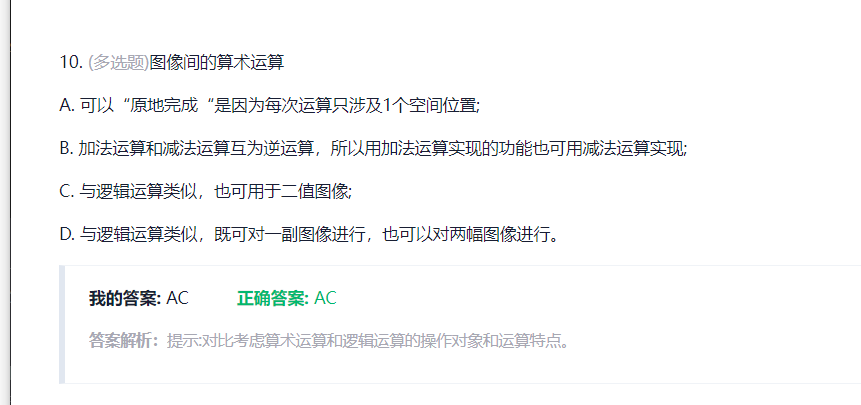 10. (多选题)图像间的算术运算
A. 可以“原地完成“是因为每次运算只涉及1个空间位置;
B. 加法运算和减法运算互为逆运算，所以用加法运算实现的功能也可用减法运算实现;
C. 与逻辑运算类似，也可用于二值图像;
D. 与逻辑运算类似，既可对一副图像进行，也可以对两幅图像进行。
我的答案: AC 正确答案: AC
答案解析：提示:对比考虑算术运算和逻辑运算的操作对象和运算特点。